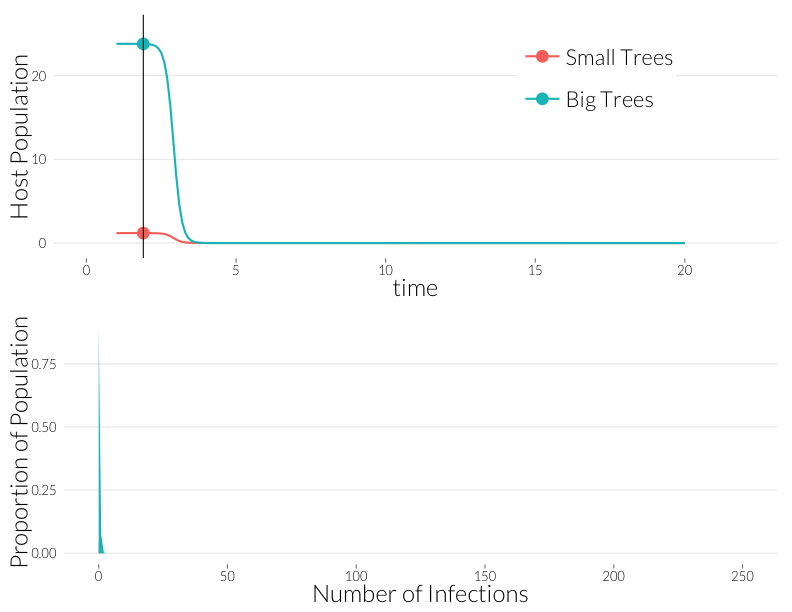 Host Population
20
10
0
Small Trees
Big Trees
0 5 10 15 20
time
Proportion of Population
0.75
0.50
0.25
0.00
0 50 100 150 200 250
Number of Infections